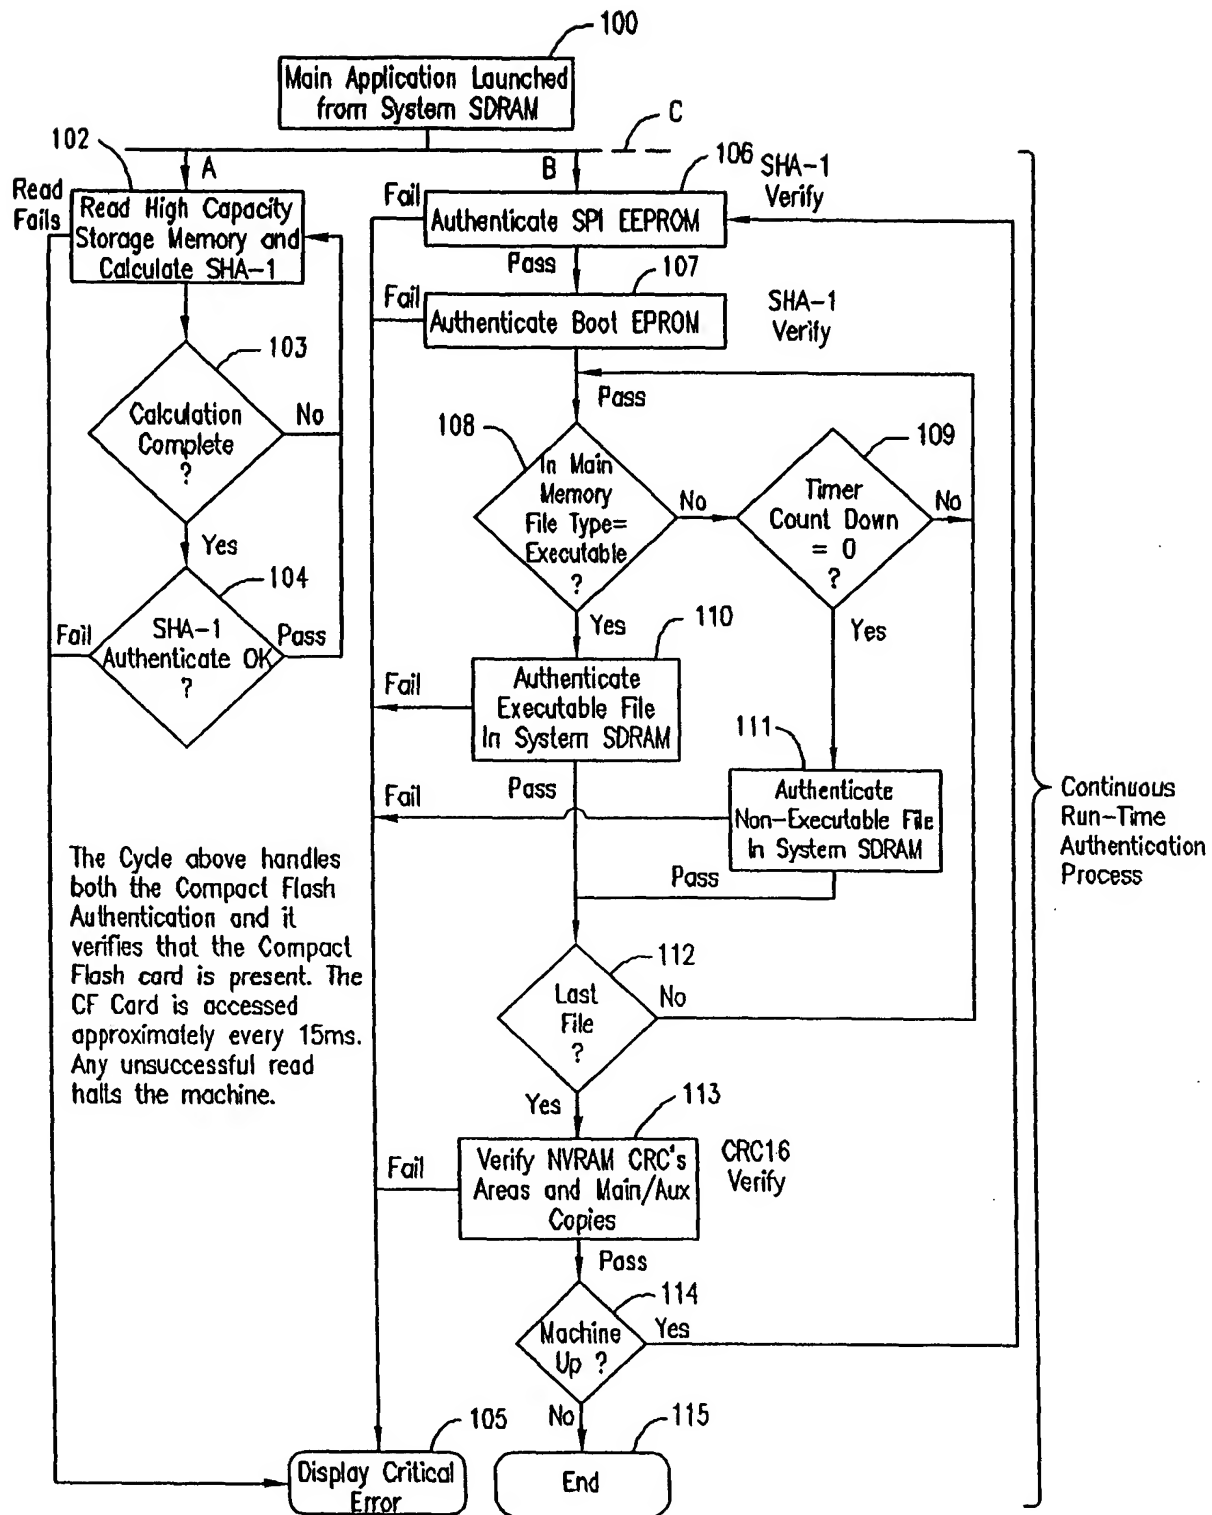 100
Main Application Launched
from System SDRAM
C
102
A
B
106
SHA-1
Verify
Read
Fails
Read High Capacity
Storage Memory and
Calculate SHA-1
Fail
Authenticate SPI EEPROM
Pass
107
Fail
Authenticate Boot EPROM
SHA-1
Verify
Pass
103
Calculation
Complete
?
No
Yes
104
SHA-1
Authenticate OK
?
Fail
Pass
108
In Main
Memory
File Type=
Executable
?
No
109
Timer
Count Down
= 0
?
No
Yes
Yes
110
Authenticate
Executable File
In System SDRAM
Fail
Pass
111
Authenticate
Non-Executable File
In System SDRAM
Fail
Pass
Continuous
Run-Time
Authentication
Process
The Cycle above handles
both the Compact Flash
Authentication and it
verifies that the Compact
Flash card is present. The
CF Card is accessed
approximately every 15ms.
Any unsuccessful read
halts the machine.
112
Last
File
?
No
Yes
113
Verify NVRAM CRC's
Areas and Main/Aux
Copies
CRC16
Verify
Fail
Pass
114
Machine
Up ?
Yes
No
105
Display Critical
Error
115
End